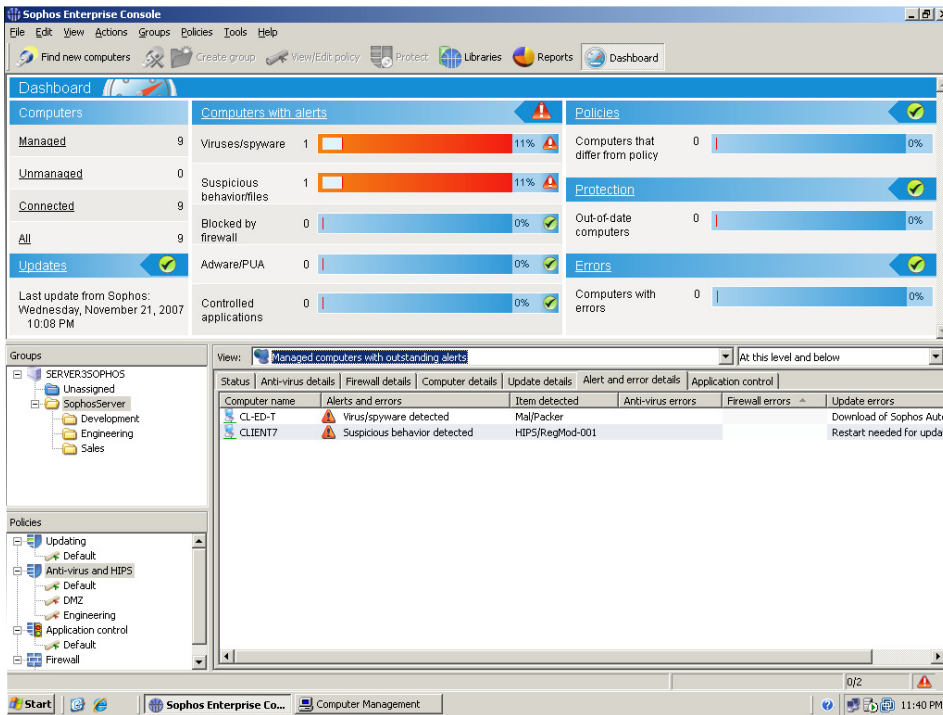 Sophos Enterprise Console
File Edit View Actions Groups Policies Tools Help
Find new computers Create group View/Edit policy Protect Libraries Reports Dashboard
Dashboard
Computers
Managed 9
Unmanaged 0
Connected 9
All 9
Updates
Last update from Sophos:
Wednesday, November 21, 2007
10:08 PM
Computers with alerts
Viruses/spyware 1 11%
Suspicious
behavior/files 1 11%
Blocked by
firewall 0 0%
Adware/PUA 0 0%
Controlled
applications 0 0%
Policies
Computers that
differ from policy 0 0%
Protection
Out-of-date
computers 0 0%
Errors
Computers with
errors 0 0%
Groups
SERVER3SOPHOS
Unassigned
SophosServer
Development
Engineering
Sales
Policies
Updating
Default
Anti-virus and HIPS
Default
DMZ
Engineering
Application control
Default
Firewall
View: Managed computers with outstanding alerts At this level and below
Status Anti-virus details Firewall details Computer details Update details Alert and error details Application control
Computer name Alerts and errors Item detected Anti-virus errors Firewall errors Update errors
CL-ED-T Virus/spyware detected Mal/Packer Download of Sophos Aut
CLIENT7 Suspicious behavior detected HIPS/RegMod-001 Restart needed for upda
0/2
Start Sophos Enterprise Co... Computer Management 11:40 PM